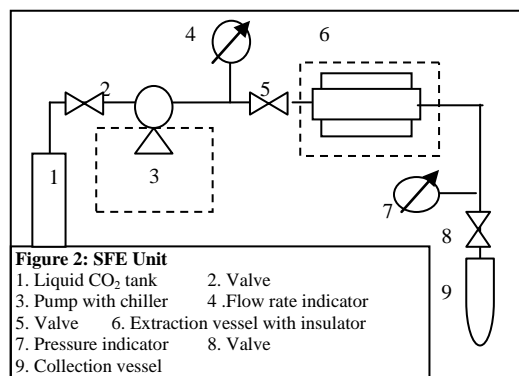 4
6
2
5
1
3
7
8
9
Figure 2: SFE Unit
1. Liquid CO₂ tank 2. Valve
3. Pump with chiller 4 .Flow rate indicator
5. Valve 6. Extraction vessel with insulator
7. Pressure indicator 8. Valve
9. Collection vessel